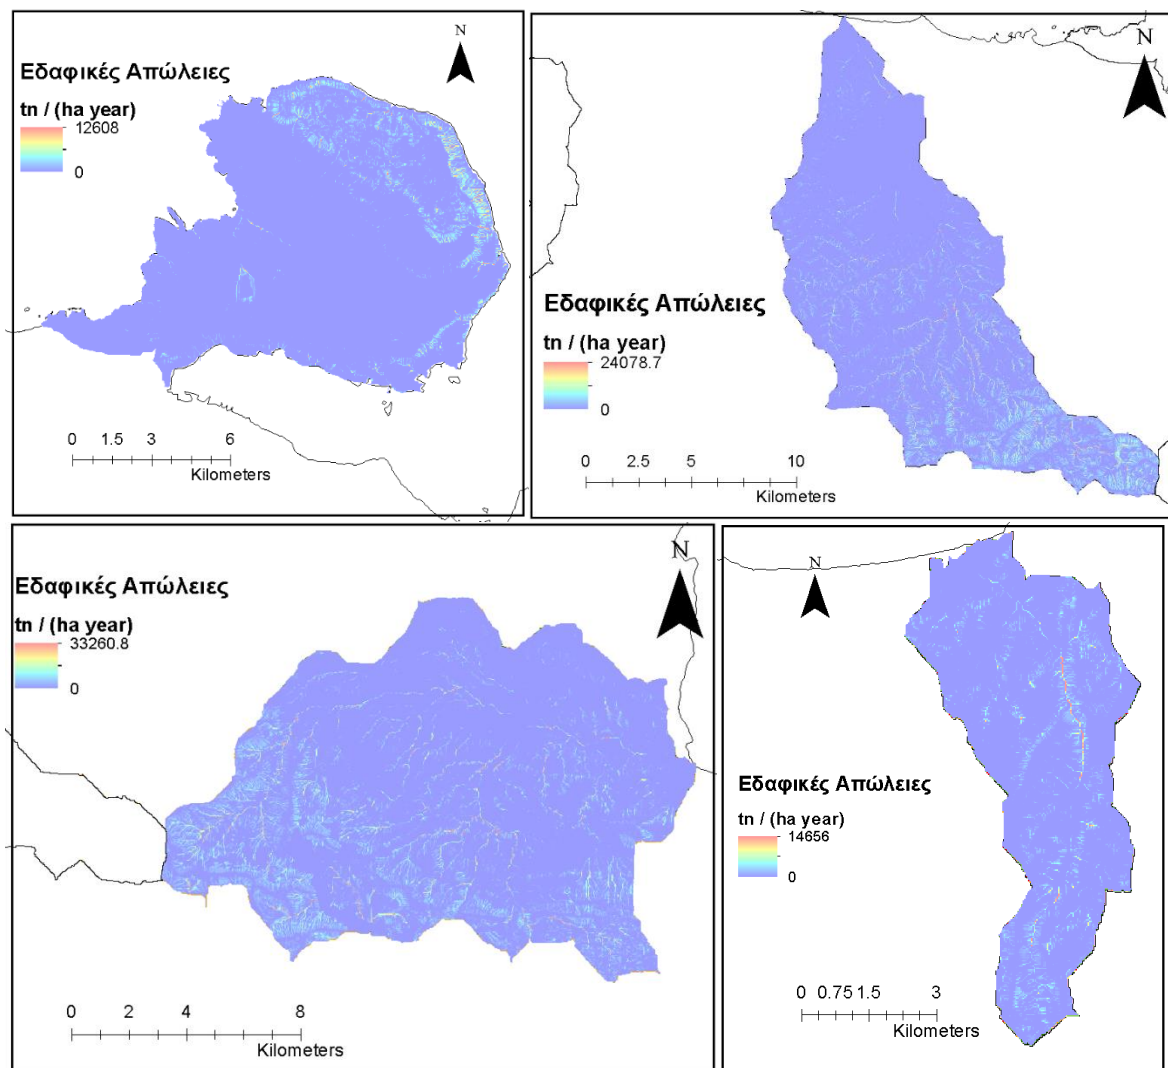 N
Εδαφικές Απώλειες
tn / (ha year)
12608
0
0 1.5 3 6
Kilometers
N
Εδαφικές Απώλειες
tn / (ha year)
24078.7
0
0 2.5 5 10
Kilometers
N
Εδαφικές Απώλειες
tn / (ha year)
33260.8
0
0 2 4 8
Kilometers
N
Εδαφικές Απώλειες
tn / (ha year)
14656
0
0 0.75 1.5 3
Kilometers